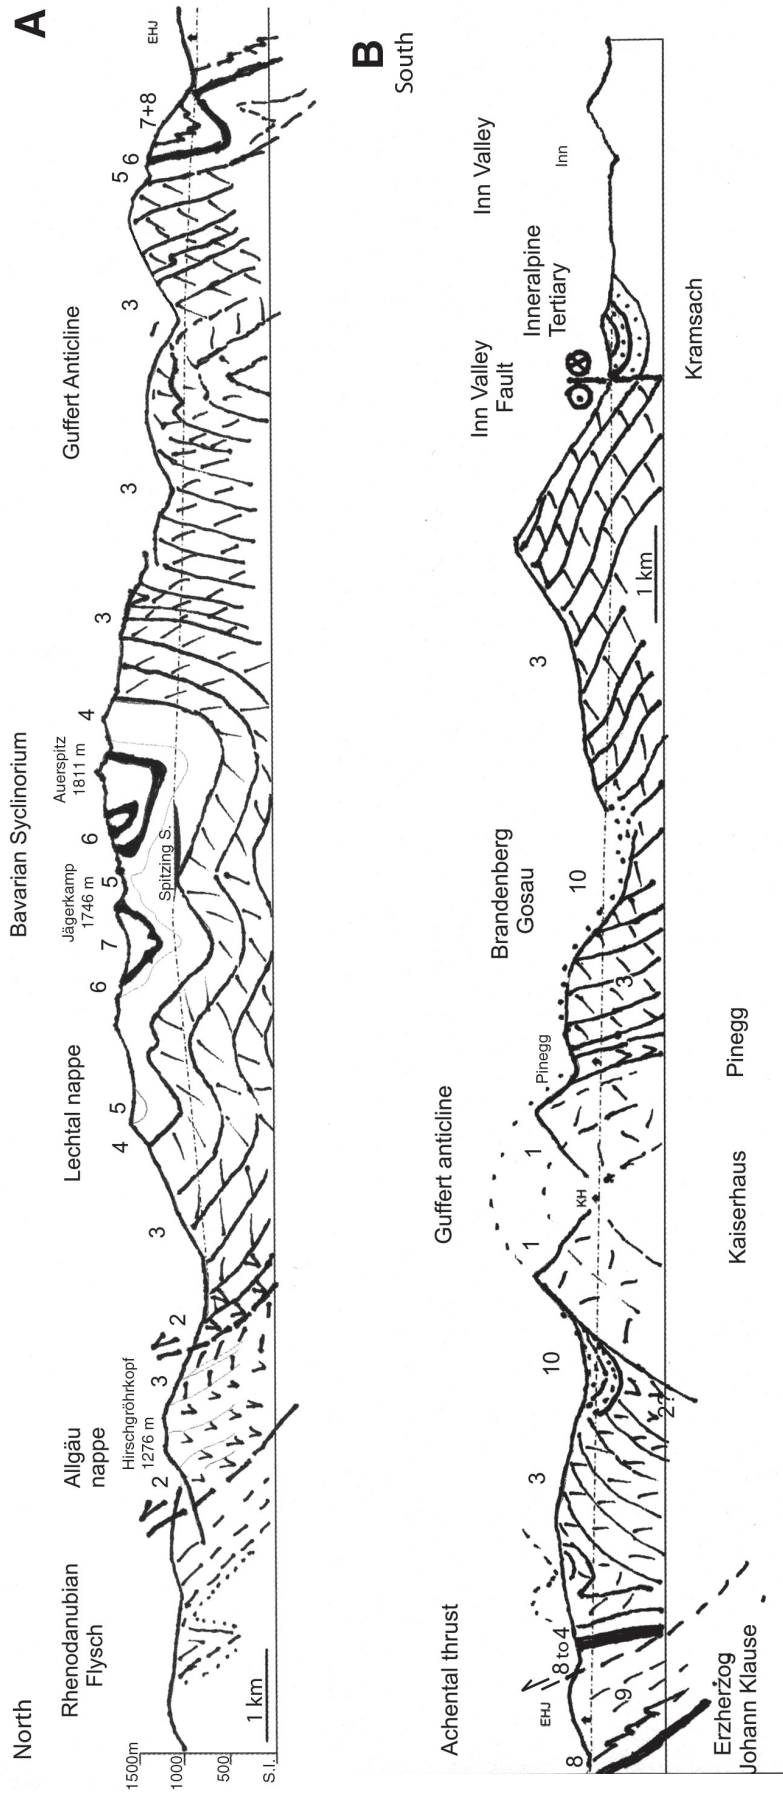 A
North
Bavarian Syclinorium
Rhenodanubian
Flysch
Allgäu
nappe
Lechtal nappe
Guffert Anticline
Hirschgröhrkopf
1276 m
Jägerkamp
1746 m
Auerspitz
1811 m
EHJ
2
3
2
3
4
5
6
7
5
6
4
3
3
3
5
6
7+8
Spitzing S.
1500m
1000
500
S.l.
1 km
B
South
Achental thrust
Guffert anticline
Brandenberg
Gosau
Inn Valley
Fault
Inneralpine
Tertiary
Inn Valley
8
EHJ
8 to 4
9
3
10
2?
1
KH
1
Pinegg
3
10
3
Inn
1 km
Erzherzog
Johann Klause
Kaiserhaus
Pinegg
Kramsach